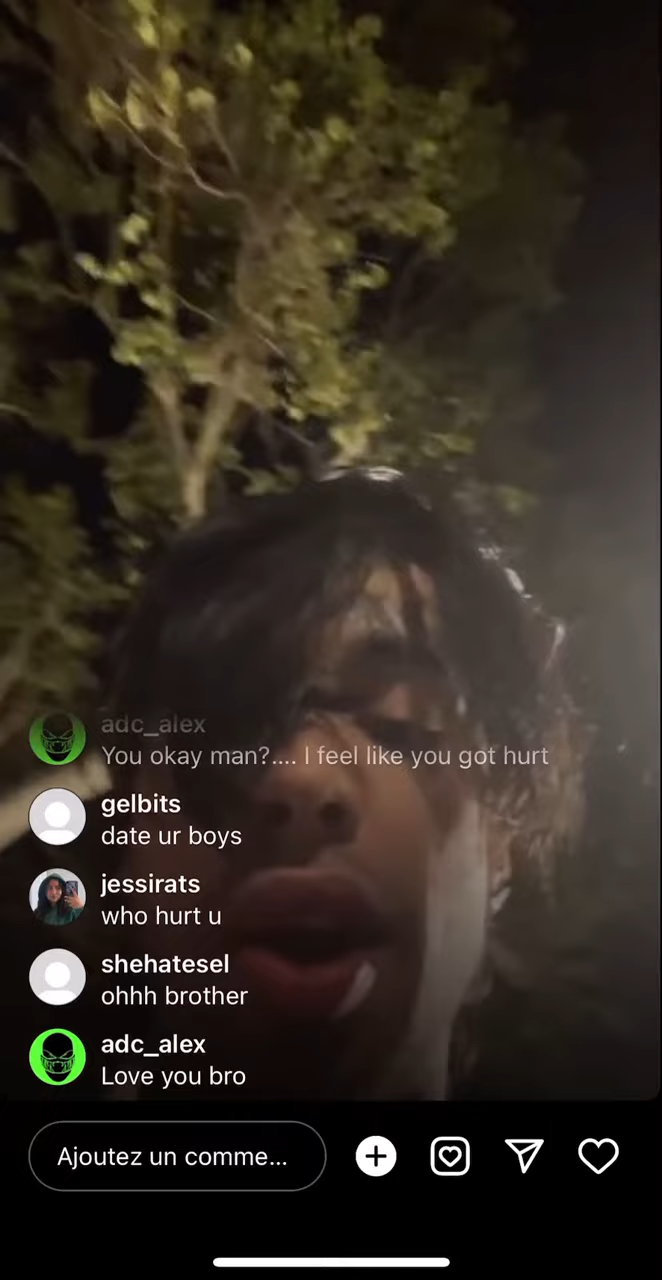 adc_alex
You okay man?.... I feel like you got hurt
gelbits
date ur boys
jessirats
who hurt u
shehatesel
ohhh brother
adc_alex
Love you bro
Ajoutez un comme...